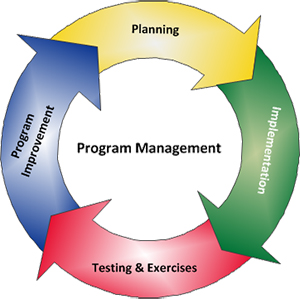 Planning
Implementation
Program Management
Program
Improvement
Testing & Exercises